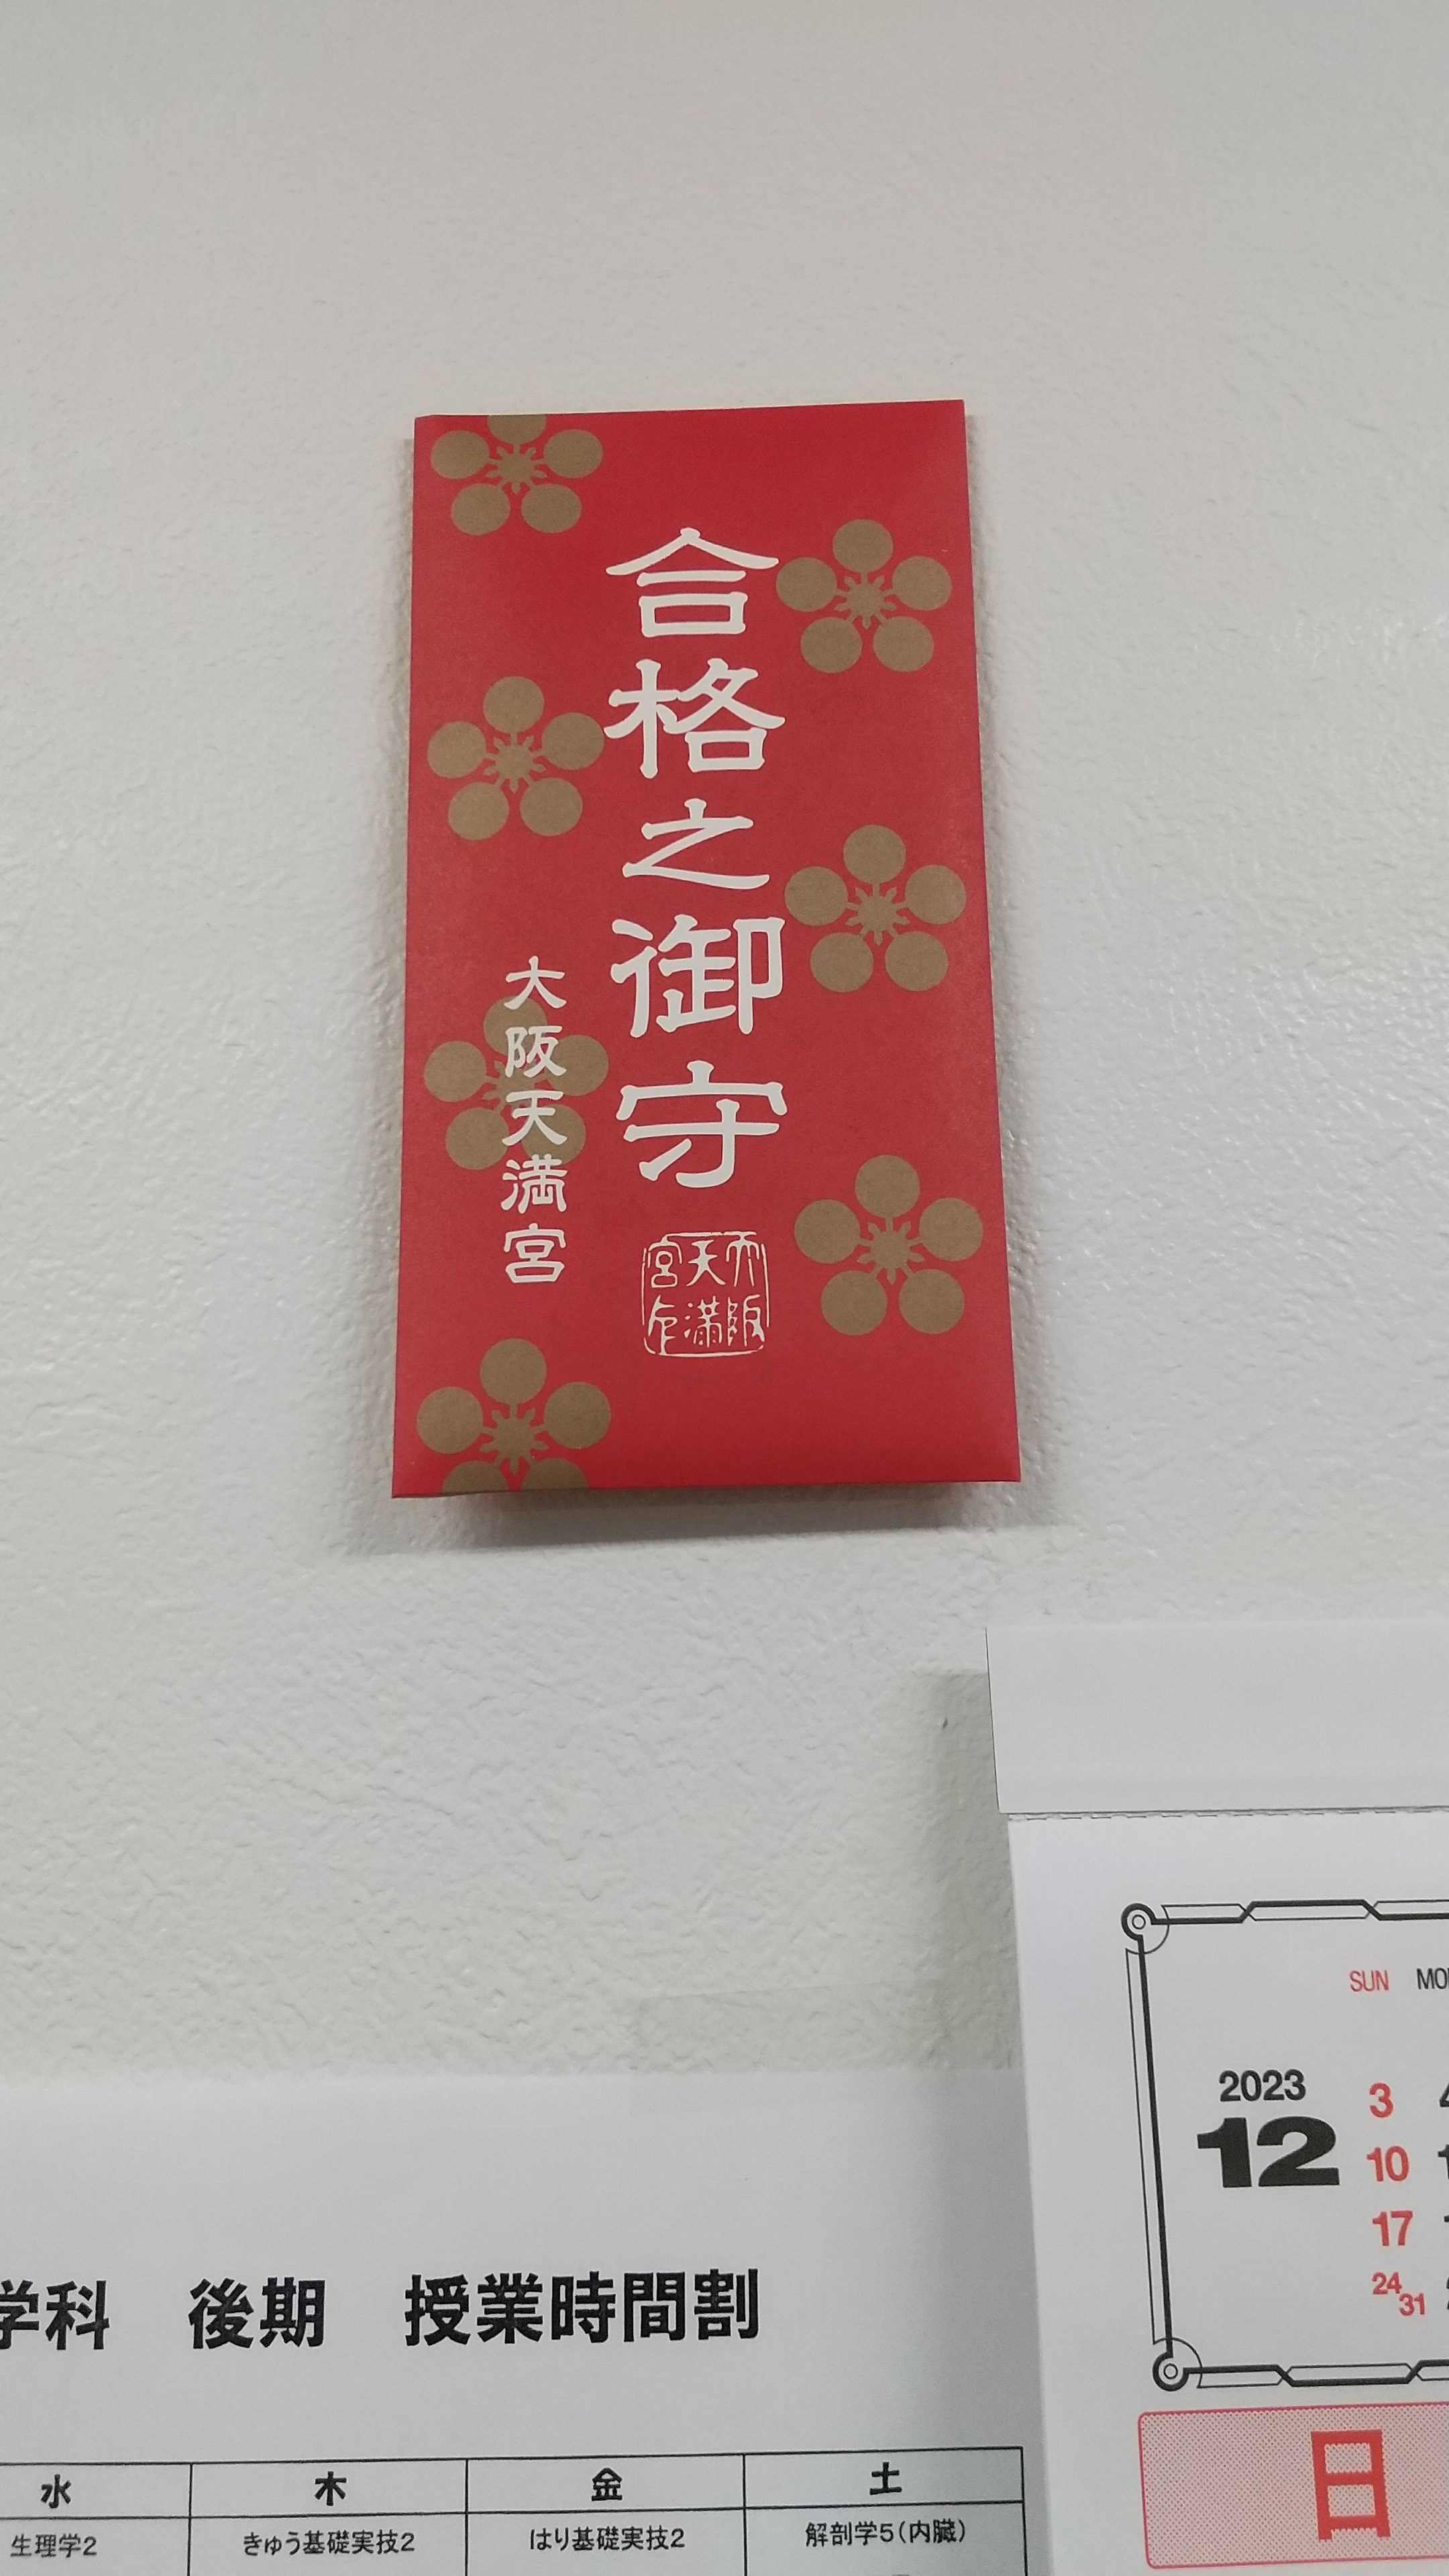 合格之御守
大阪天満宮
大阪
天満
宮
学科 後期 授業時間割
水 木 金 土
生理学2 きゅう基礎実技2 はり基礎実技2 解剖学5(内臓)
SUN
2023
12
3
10
17
24
31
日